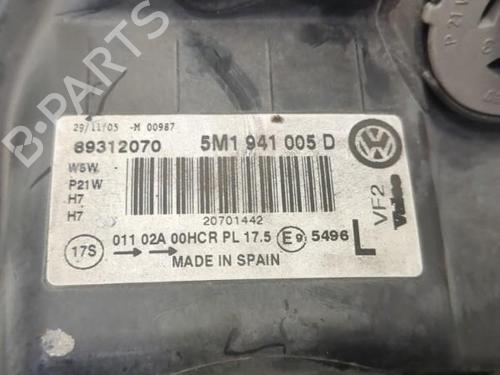 29/11/05 -M 00987
89312070 5M1 941 005 D
W5W
P21W
H7
H7
20701442
VF2
Valeo
17S 011 02A 00HCR PL 17.5 E9 5496 L
MADE IN SPAIN
B-PARTS